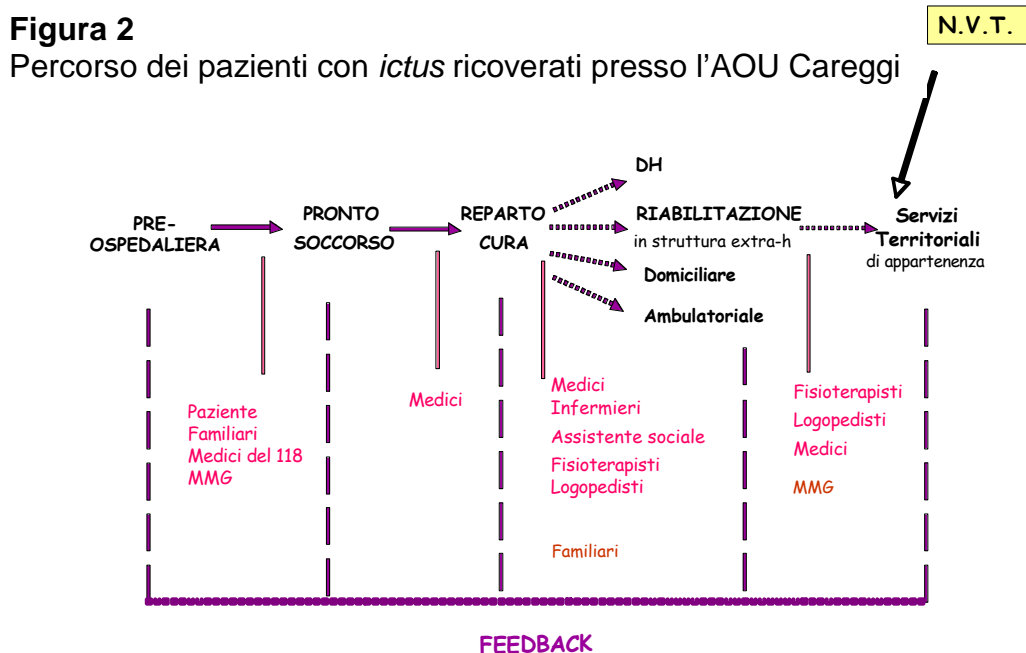 Figura 2
N.V.T.
Percorso dei pazienti con ictus ricoverati presso l'AOU Careggi
DH
PRE-
OSPEDALIERA
PRONTO
SOCCORSO
REPARTO
CURA
RIABILITAZIONE
in struttura extra-h
Domiciliare
Ambulatoriale
Servizi
Territoriali
di appartenenza
Paziente
Familiari
Medici del 118
MMG
Medici
Medici
Infermieri
Assistente sociale
Fisioterapisti
Logopedisti
Familiari
Fisioterapisti
Logopedisti
Medici
MMG
FEEDBACK